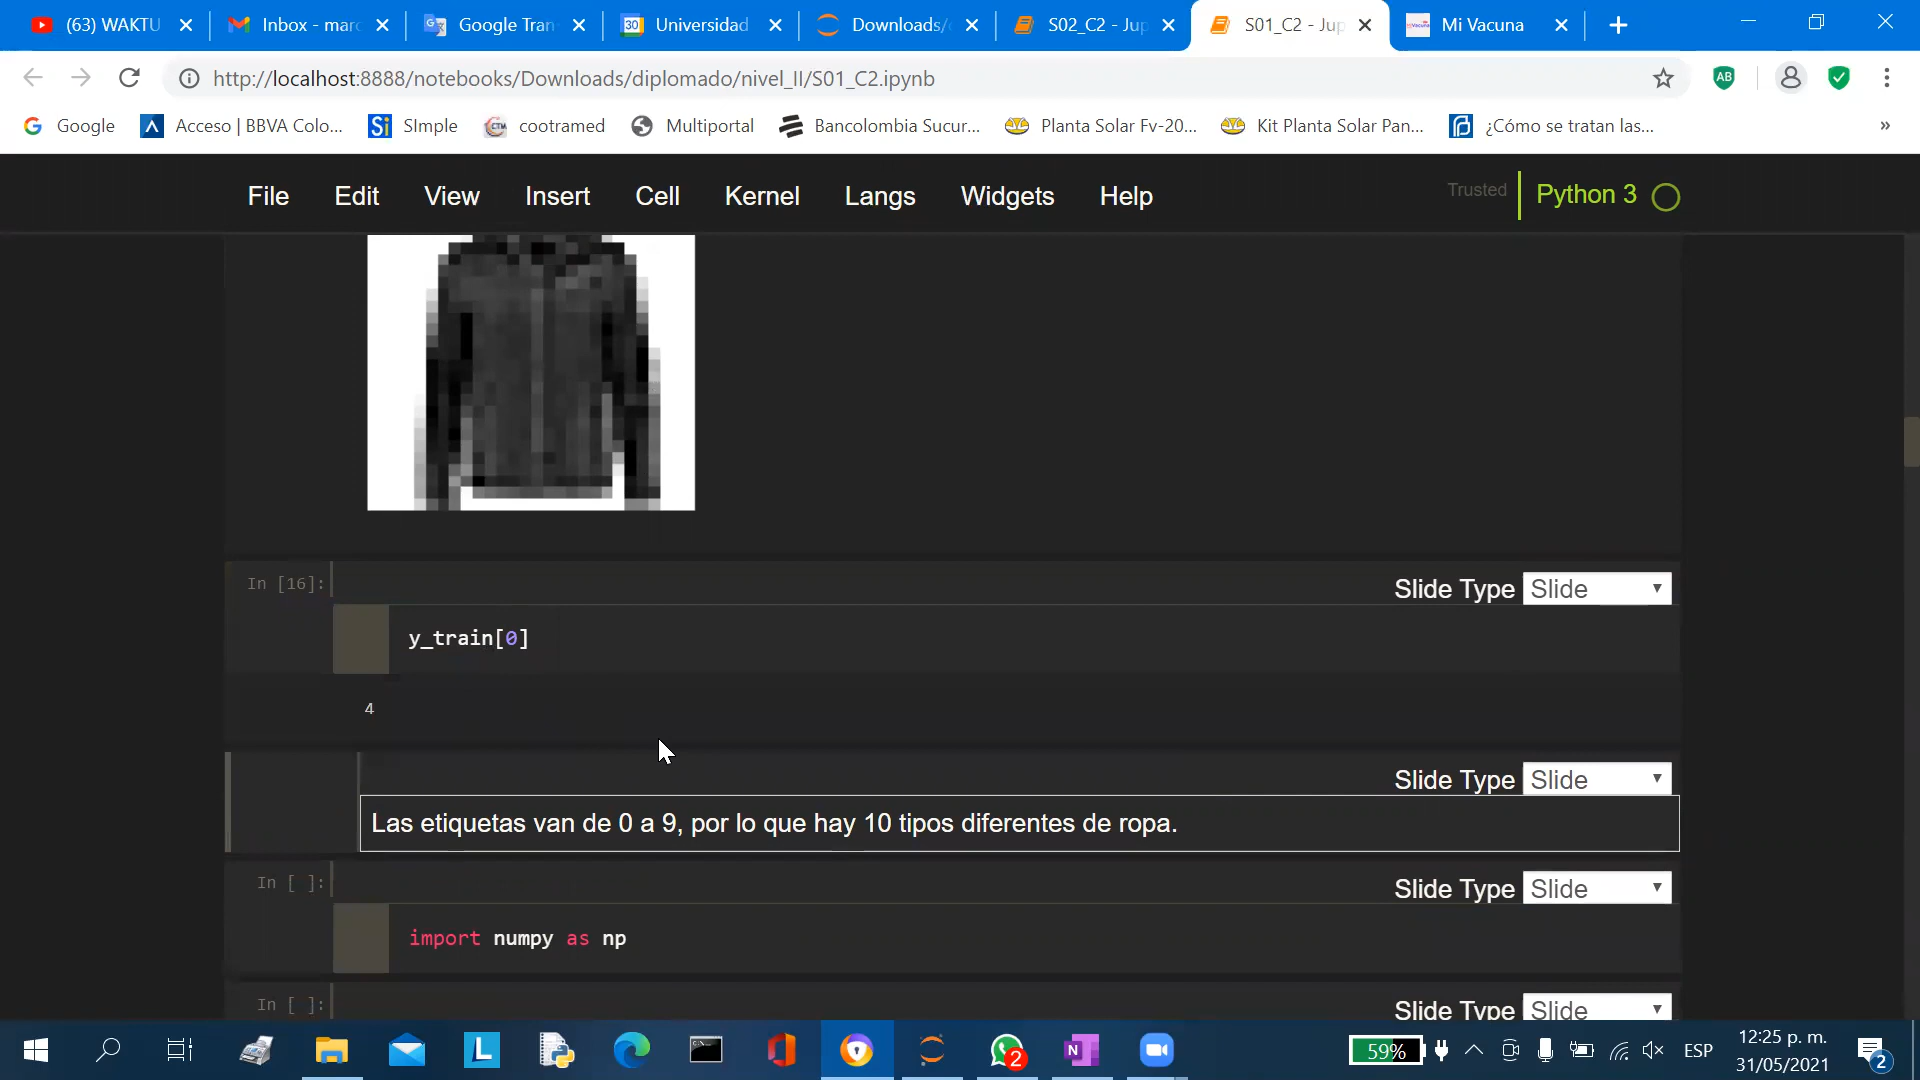 (63) WAKTU
Inbox - marc
Google Tran
Universidad
Downloads/
S02_C2 - Jup
S01_C2 - Jup
Mi Vacuna
http://localhost:8888/notebooks/Downloads/diplomado/nivel_II/S01_C2.ipynb
Google
Acceso | BBVA Colo...
SImple
cootramed
Multiportal
Bancolombia Sucur...
Planta Solar Fv-20...
Kit Planta Solar Pan...
¿Cómo se tratan las...
»
File Edit View Insert Cell Kernel Langs Widgets Help
Trusted
Python 3
In [16]:
Slide Type Slide
y_train[0]
4
Slide Type Slide
Las etiquetas van de 0 a 9, por lo que hay 10 tipos diferentes de ropa.
In [ ]:
Slide Type Slide
import numpy as np
In [ ]:
Slide Type Slide
59%
ESP
12:25 p. m.
31/05/2021
2
2